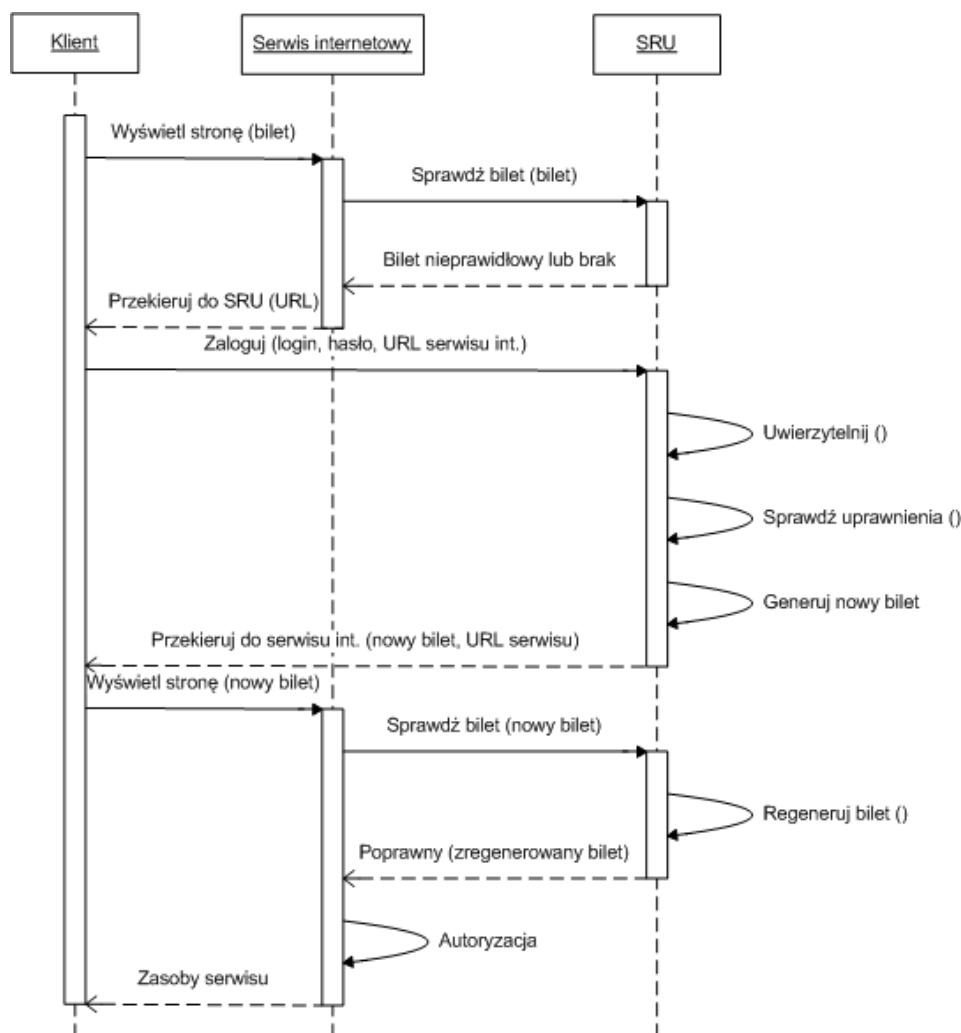 Klient
Serwis internetowy
SRU
Wyświetl stronę (bilet)
Sprawdź bilet (bilet)
Bilet nieprawidłowy lub brak
Przekieruj do SRU (URL)
Zaloguj (login, hasło, URL serwisu int.)
Uwierzytelnij ()
Sprawdź uprawnienia ()
Generuj nowy bilet
Przekieruj do serwisu int. (nowy bilet, URL serwisu)
Wyświetl stronę (nowy bilet)
Sprawdź bilet (nowy bilet)
Regeneruj bilet ()
Poprawny (zregenerowany bilet)
Autoryzacja
Zasoby serwisu